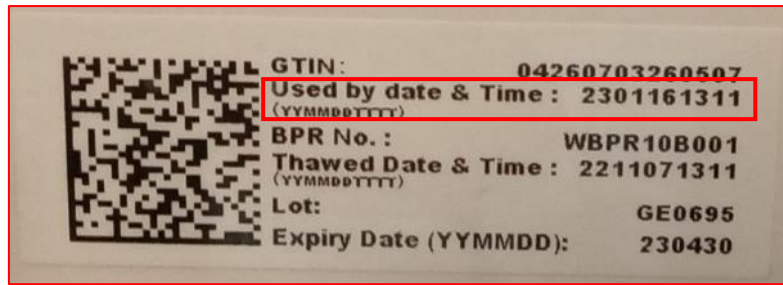 GTIN: 04260703260507
Used by date & Time : 2301161311
(YYMMDDTTTT)
BPR No. : WBPR10B001
Thawed Date & Time : 2211071311
(YYMMDDTTTT)
Lot: GE0695
Expiry Date (YYMMDD): 230430